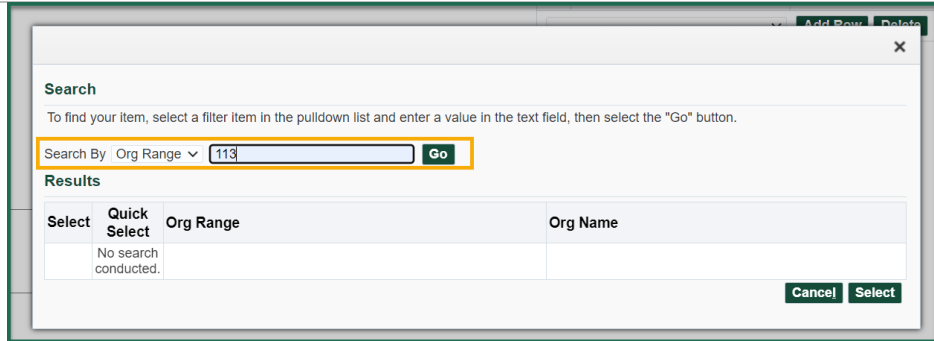 Add Row Delete
×
Search
To find your item, select a filter item in the pulldown list and enter a value in the text field, then select the "Go" button.
Search By Org Range 113 Go
Results
Select Quick Select Org Range Org Name
No search conducted.
Cancel Select